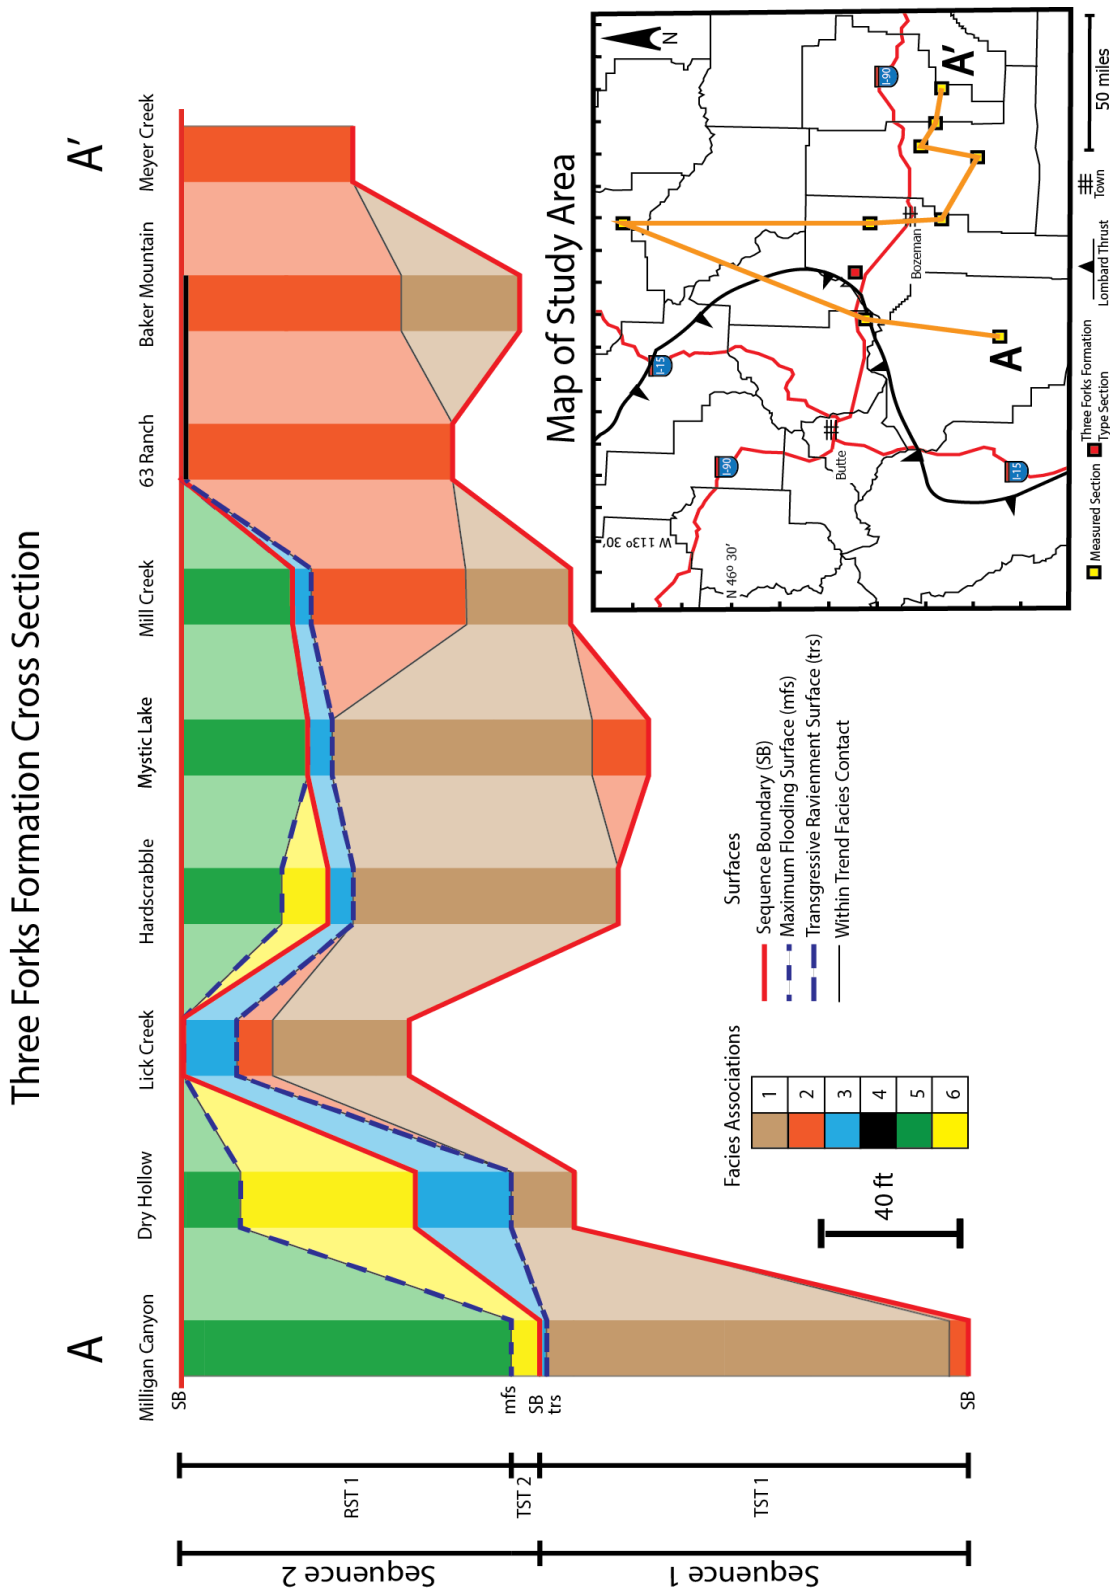 Three Forks Formation Cross Section
A
A'
Milligan Canyon
Dry Hollow
Lick Creek
Hardscrabble
Mystic Lake
Mill Creek
63 Ranch
Baker Mountain
Meyer Creek
SB
mfs
SB
trs
SB
RST 1
TST 2
TST 1
Sequence 2
Sequence 1
40 ft
Facies Associations
1
2
3
4
5
6
Surfaces
Sequence Boundary (SB)
Maximum Flooding Surface (mfs)
Transgressive Ravienment Surface (trs)
Within Trend Facies Contact
Map of Study Area
N
W 113º 30'
N 46º 30'
I-90
I-15
I-90
I-15
Butte
Bozeman
A
A'
Measured Section
Three Forks Formation
Type Section
Lombard Thrust
Town
50 miles